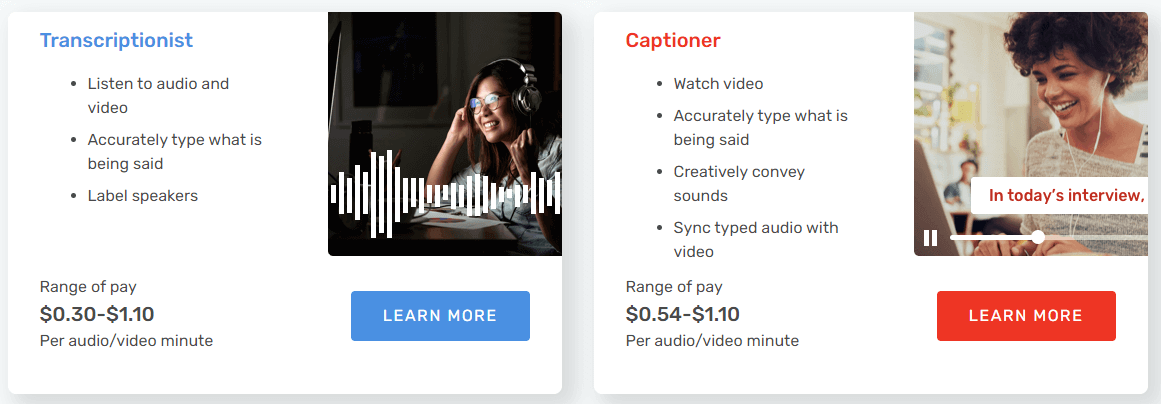 Transcriptionist
• Listen to audio and
video
• Accurately type what is
being said
• Label speakers
Range of pay
$0.30-$1.10
Per audio/video minute
LEARN MORE
Captioner
• Watch video
• Accurately type what is
being said
• Creatively convey
sounds
• Sync typed audio with
video
In today's interview,
Range of pay
$0.54-$1.10
Per audio/video minute
LEARN MORE